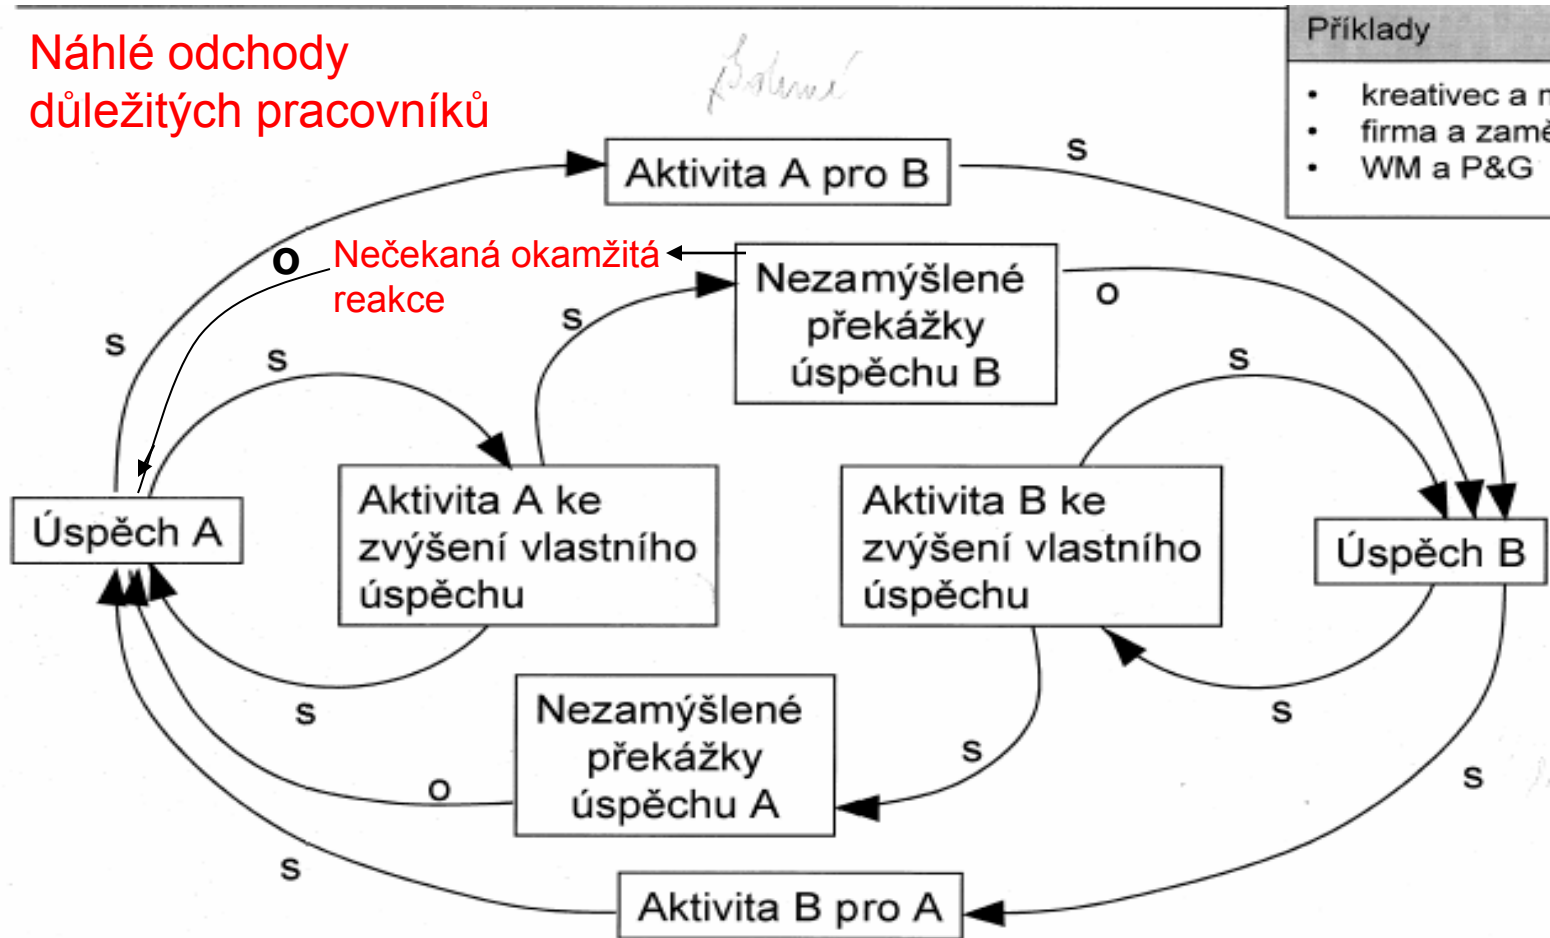 Náhlé odchody
důležitých pracovníků
Příklady
• kreativec a
• firma a
• WM a P&G
Aktivita A pro B
s
o
Nečekaná okamžitá
reakce
Nezamýšlené
překážky
úspěchu B
o
s
s
s
s
Úspěch A
Aktivita A ke
zvýšení vlastního
úspěchu
Aktivita B ke
zvýšení vlastního
úspěchu
Úspěch B
s
s
Nezamýšlené
překážky
úspěchu A
s
o
s
s
Aktivita B pro A